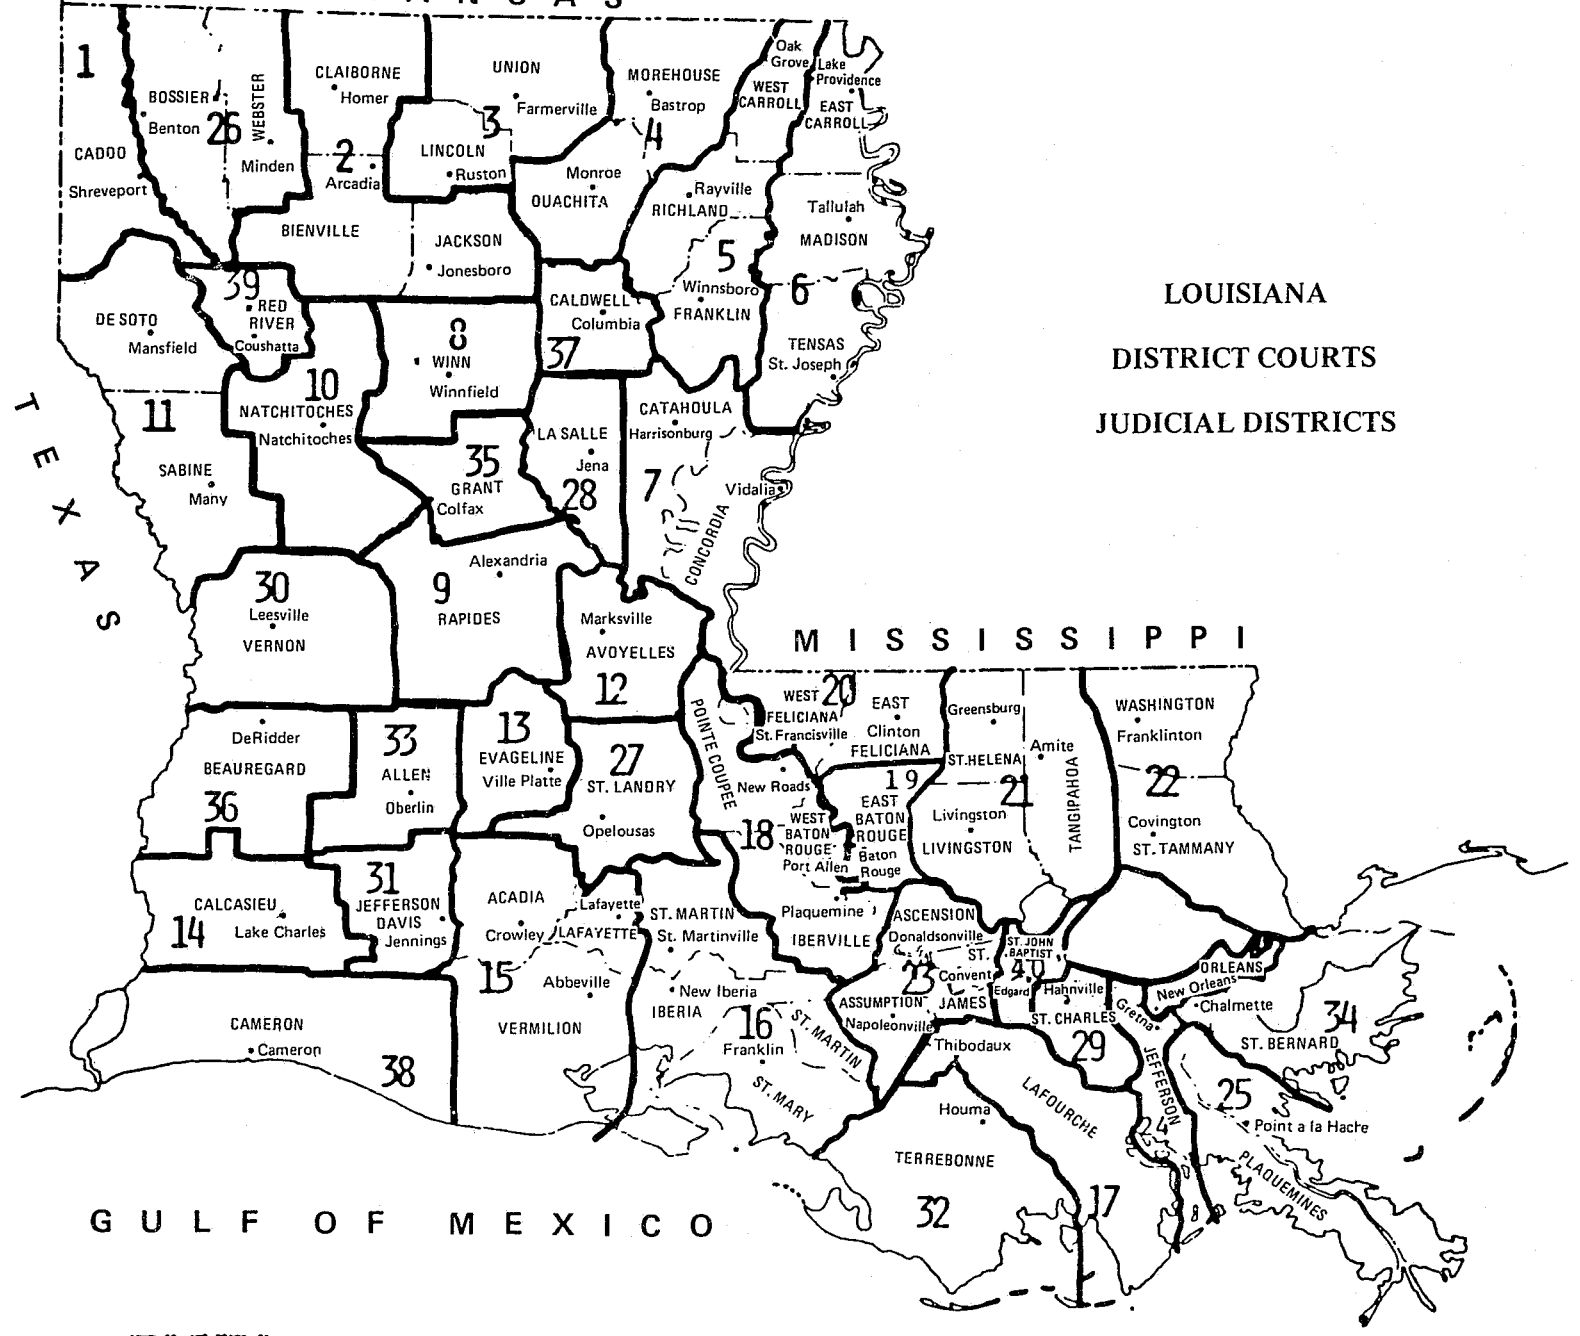 N S A S
1
BOSSIER
Benton
26
WEBSTER
Minden
CADDO
Shreveport
CLAIBORNE
Homer
2
Arcadia
BIENVILLE
UNION
Farmerville
3
LINCOLN
Ruston
JACKSON
Jonesboro
MOREHOUSE
Bastrop
4
Monroe
OUACHITA
Oak
Grove
WEST
CARROLL
Lake
Providence
EAST
CARROLL
Rayville
RICHLAND
5
Winnsboro
FRANKLIN
Tallulah
MADISON
6
TENSAS
St. Joseph
LOUISIANA
DISTRICT COURTS
JUDICIAL DISTRICTS
39
RED
RIVER
Coushatta
DE SOTO
Mansfield
11
SABINE
Many
10
NATCHITOCHES
Natchitoches
8
WINN
Winnfield
CALDWELL
Columbia
37
35
GRANT
Colfax
LA SALLE
Jena
28
CATAHOULA
Harrisonburg
7
Vidalia
CONCORDIA
TEXAS
30
Leesville
VERNON
9
Alexandria
RAPIDES
Marksville
AVOYELLES
12
MISSISSIPPI
DeRidder
BEAUREGARD
36
33
ALLEN
Oberlin
13
EVAGELINE
Ville Platte
27
ST. LANDRY
Opelousas
POINTE COUPEE
New Roads
18
WEST
BATON
ROUGE
Port Allen
Plaquemine
IBERVILLE
WEST
FELICIANA
St. Francisville
20
EAST
Clinton
FELICIANA
19
EAST
BATON
ROUGE
Baton
Rouge
Greensburg
ST. HELENA
Amite
21
TANGIPAHOA
Livingston
LIVINGSTON
WASHINGTON
Franklinton
22
Covington
ST. TAMMANY
CALCASIEU
14
Lake Charles
31
JEFFERSON
DAVIS
Jennings
ACADIA
Crowley
Lafayette
LAFAYETTE
15
Abbeville
VERMILION
ST. MARTIN
St. Martinville
New Iberia
IBERIA
16
Franklin
ST. MARTIN
ST. MARY
CAMERON
Cameron
38
ASCENSION
Donaldsonville
23
ST.
Convent
JAMES
ASSUMPTION
Napoleonville
ST. JOHN
BAPTIST
40
Edgard
Hahnville
ST. CHARLES
29
Thibodaux
LAFOURCHE
17
Houma
TERREBONNE
32
Gretna
JEFFERSON
24
ORLEANS
New Orleans
Chalmette
34
ST. BERNARD
25
Point a la Hache
PLAQUEMINES
GULF OF MEXICO